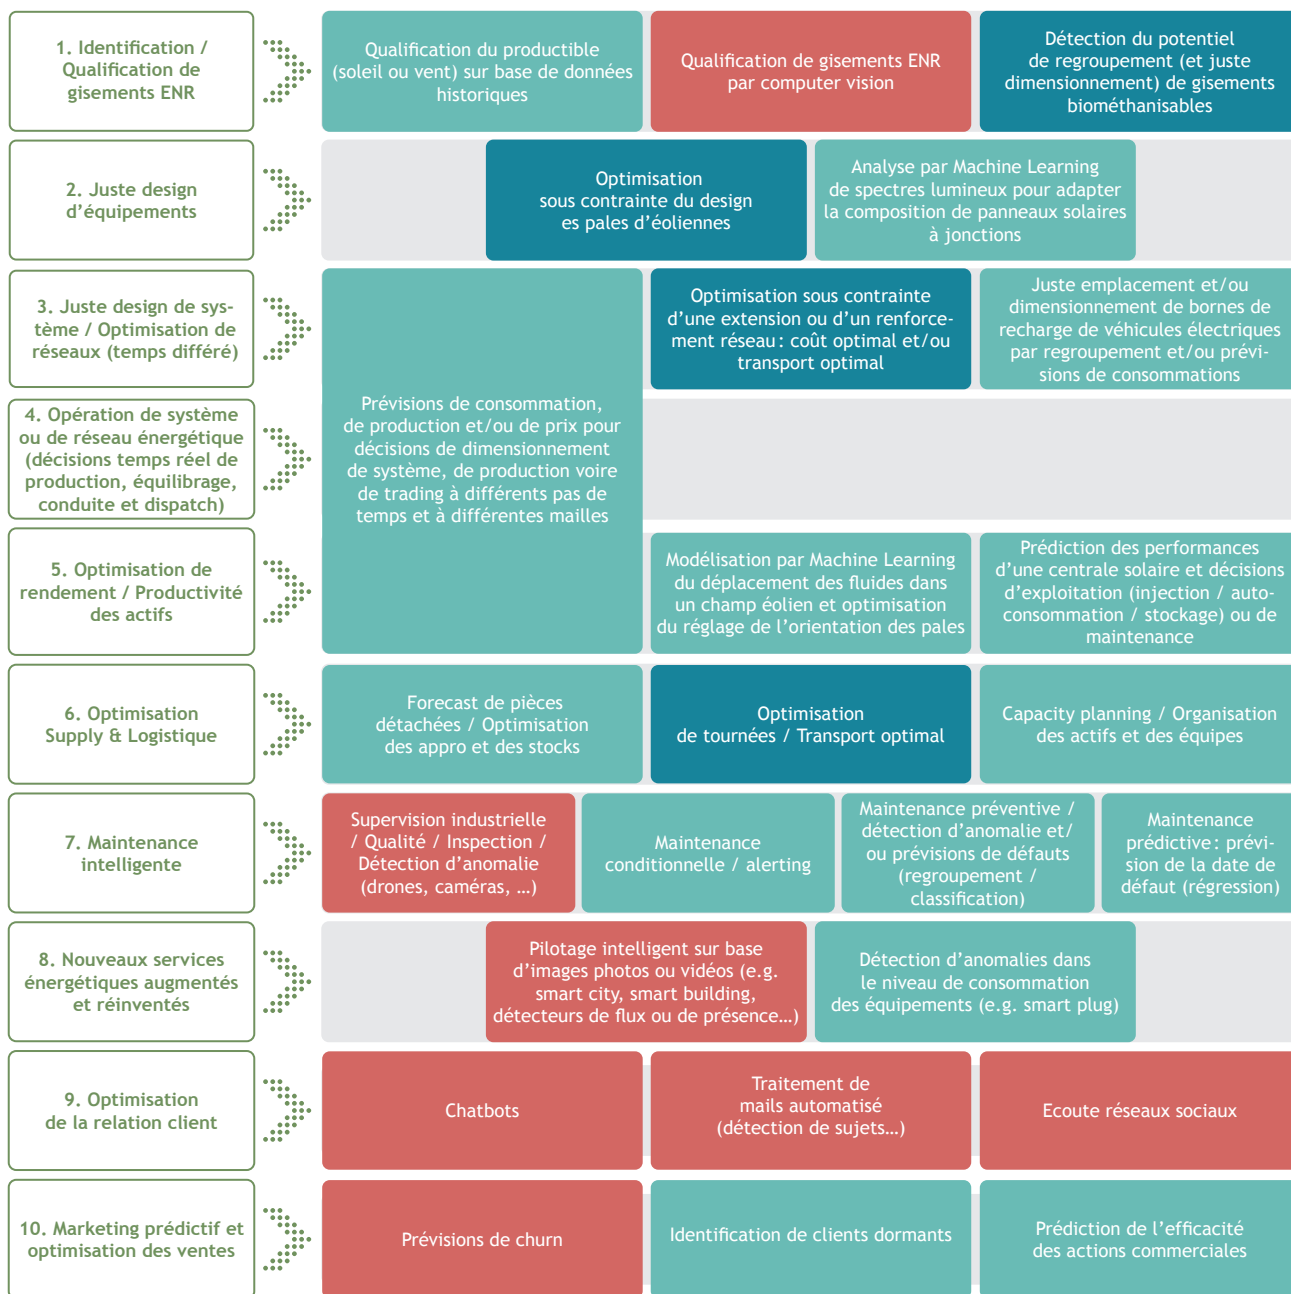 1. Identification /
Qualification de
gisements ENR
Qualification du productible
(soleil ou vent) sur base de données
historiques
Qualification de gisements ENR
par computer vision
Détection du potentiel
de regroupement (et juste
dimensionnement) de gisements
biométhanisables
2. Juste design
d’équipements
Optimisation
sous contrainte du design
es pales d’éoliennes
Analyse par Machine Learning
de spectres lumineux pour adapter
la composition de panneaux solaires
à jonctions
3. Juste design de sys-
tème / Optimisation de
réseaux (temps différé)
Optimisation sous contrainte
d’une extension ou d’un renforce-
ment réseau : coût optimal et/ou
transport optimal
Juste emplacement et/ou
dimensionnement de bornes de
recharge de véhicules électriques
par regroupement et/ou prévi-
sions de consommations
4. Opération de système
ou de réseau énergétique
(décisions temps réel de
production, équilibrage,
conduite et dispatch)
Prévisions de consommation,
de production et/ou de prix pour
décisions de dimensionnement
de système, de production voire
de trading à différents pas de
temps et à différentes mailles
5. Optimisation de
rendement / Productivité
des actifs
Modélisation par Machine Learning
du déplacement des fluides dans
un champ éolien et optimisation
du réglage de l’orientation des pales
Prédiction des performances
d’une centrale solaire et décisions
d’exploitation (injection / auto-
consommation / stockage) ou de
maintenance
6. Optimisation
Supply & Logistique
Forecast de pièces
détachées / Optimisation
des appro et des stocks
Optimisation
de tournées / Transport optimal
Capacity planning / Organisation
des actifs et des équipes
7. Maintenance
intelligente
Supervision industrielle
/ Qualité / Inspection /
Détection d’anomalie
(drones, caméras, …)
Maintenance
conditionnelle / alerting
Maintenance préventive /
détection d’anomalie et/
ou prévisions de défauts
(regroupement /
classification)
Maintenance
prédictive : prévi-
sion de la date de
défaut (régression)
8. Nouveaux services
énergétiques augmentés
et réinventés
Pilotage intelligent sur base
d’images photos ou vidéos (e.g.
smart city, smart building,
détecteurs de flux ou de présence…)
Détection d’anomalies dans
le niveau de consommation
des équipements (e.g. smart plug)
9. Optimisation
de la relation client
Chatbots
Traitement de
mails automatisé
(détection de sujets…)
Ecoute réseaux sociaux
10. Marketing prédictif et
optimisation des ventes
Prévisions de churn
Identification de clients dormants
Prédiction de l’efficacité
des actions commerciales